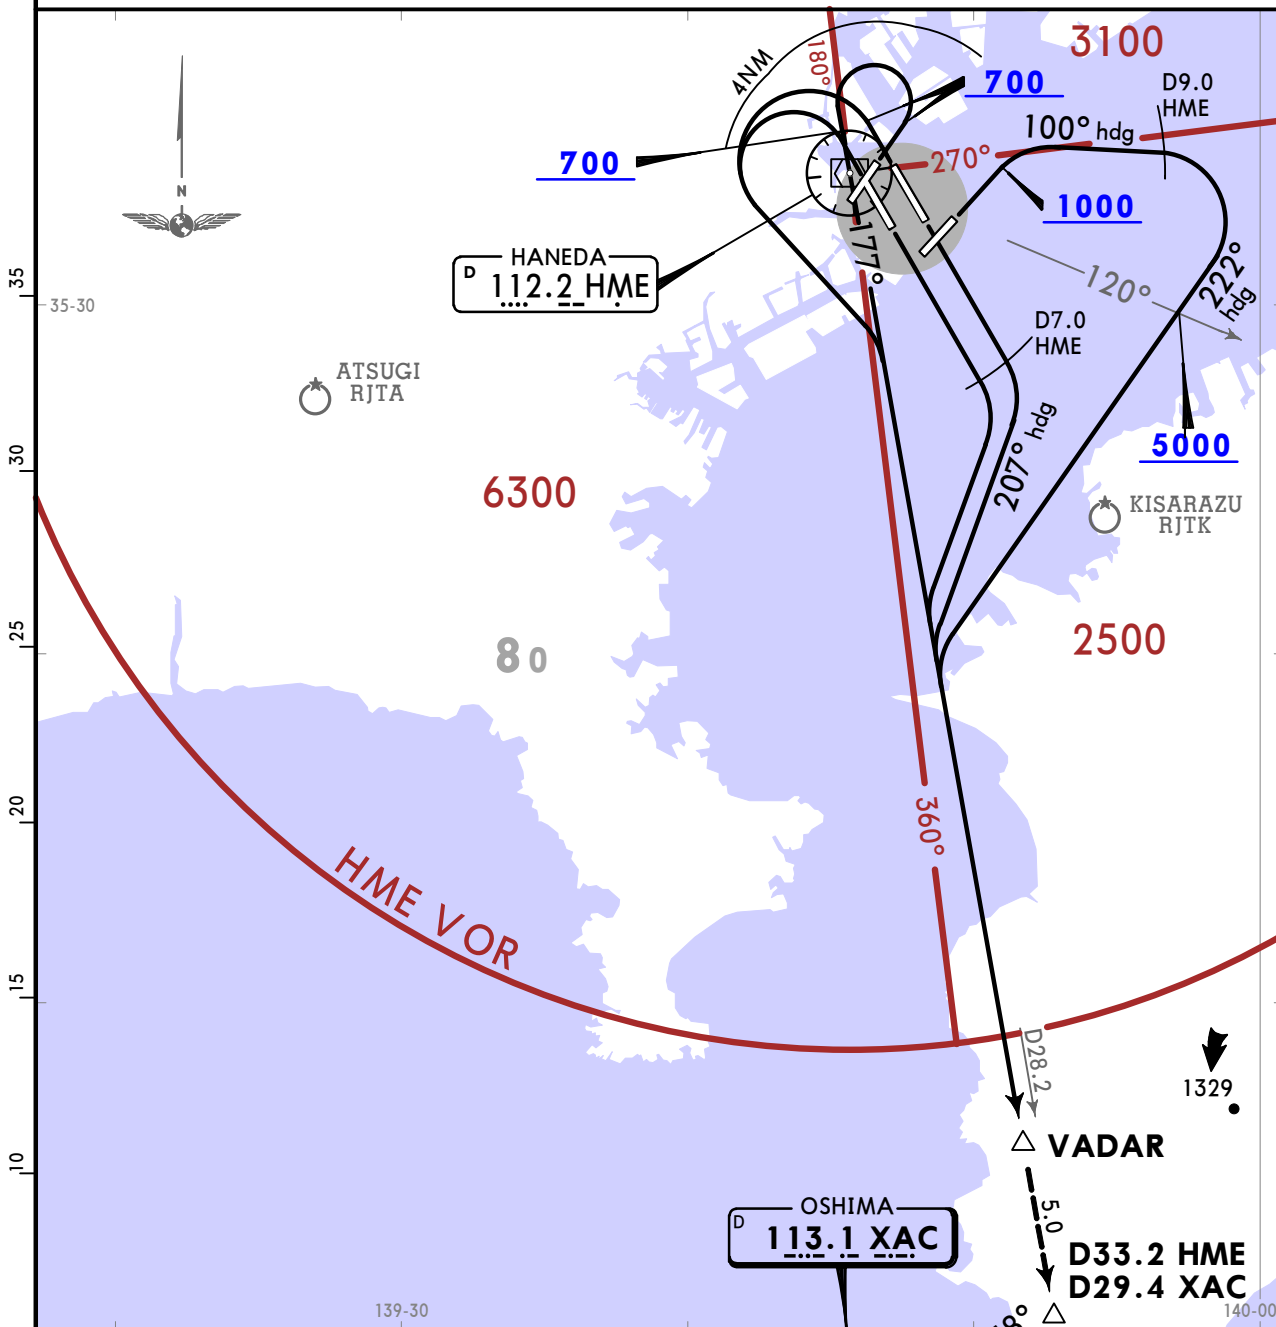 3100
180°
4NM
700
D9.0
HME
100° hdg
270°
700
1000
HANEDA
D 112.2 HME
177°
120°
222°
hdg
N
35
35-30
D7.0
HME
ATSUGI
RJTA
207° hdg
5000
30
6300
KISARAZU
RJTK
25
80
2500
20
360°
HME VOR
15
D28.2
1329
10
VADAR
5.0
OSHIMA
D 113.1 XAC
D33.2 HME
D29.4 XAC
139-30
140-00